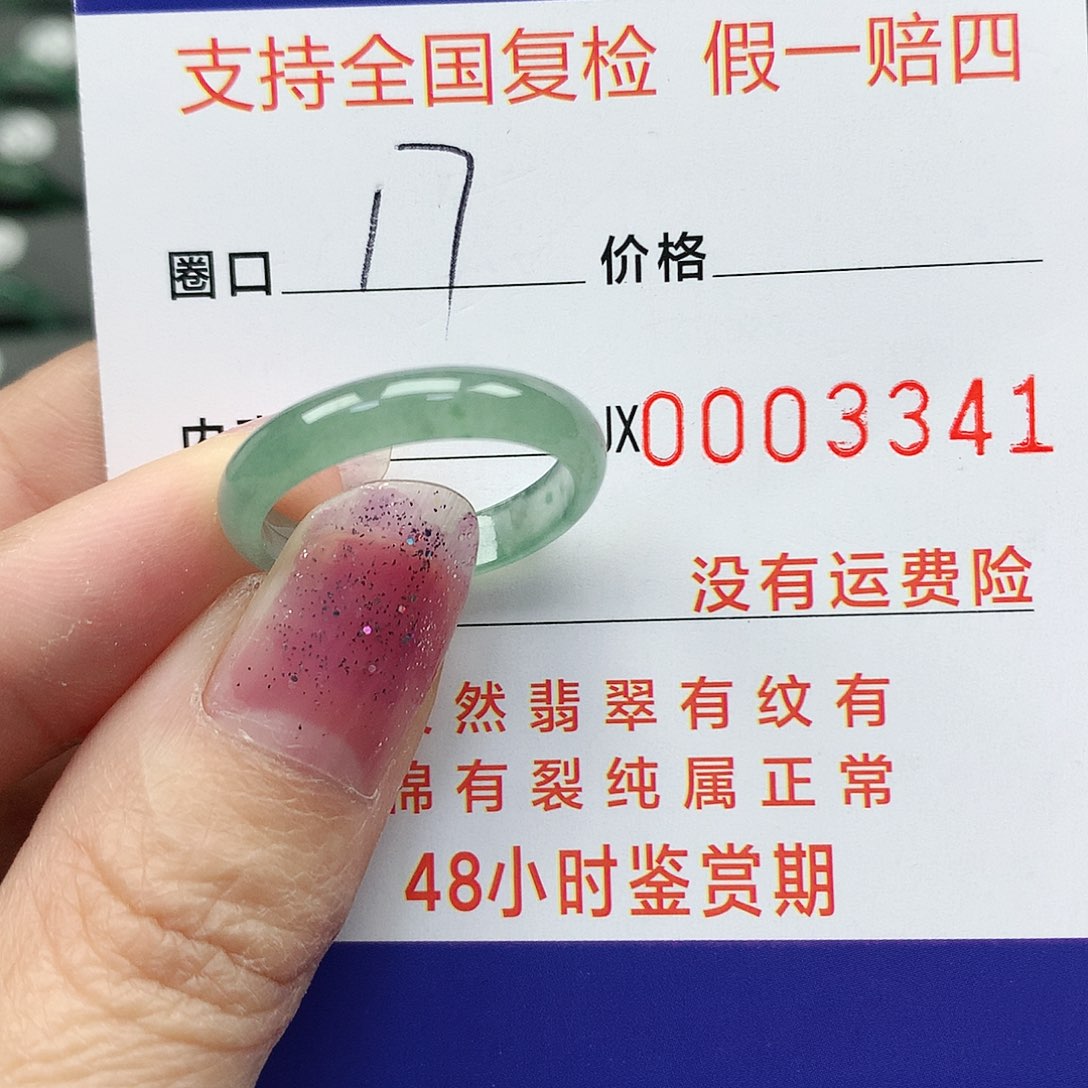 支持全国复检 假一赔四
圈口 17 价格
JX0003341
没有运费险
然翡翠有纹有
棉有裂纯属正常
48小时鉴赏期